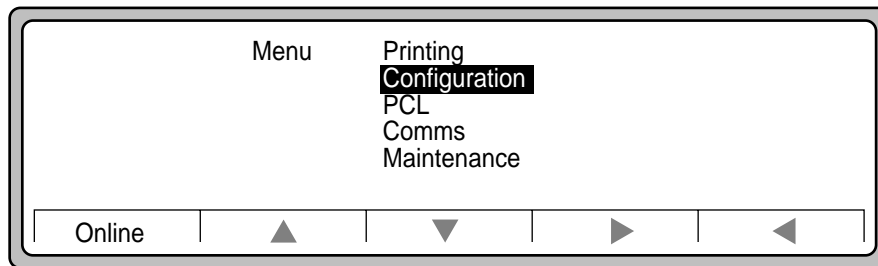 Menu Printing
Configuration
PCL
Comms
Maintenance
Online